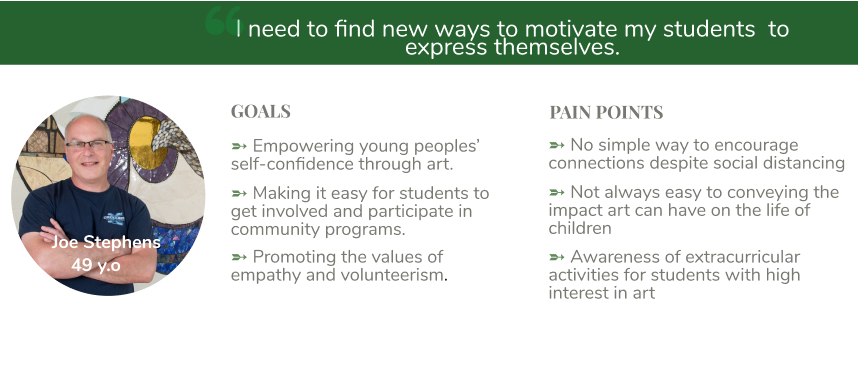 I need to find new ways to motivate my students to
express themselves.
GOALS
➵ Empowering young peoples’
self-confidence through art.
➵ Making it easy for students to
get involved and participate in
community programs.
➵ Promoting the values of
empathy and volunteerism.
PAIN POINTS
➵ No simple way to encourage
connections despite social distancing
➵ Not always easy to conveying the
impact art can have on the life of
children
➵ Awareness of extracurricular
activities for students with high
interest in art
Joe Stephens
49 y.o